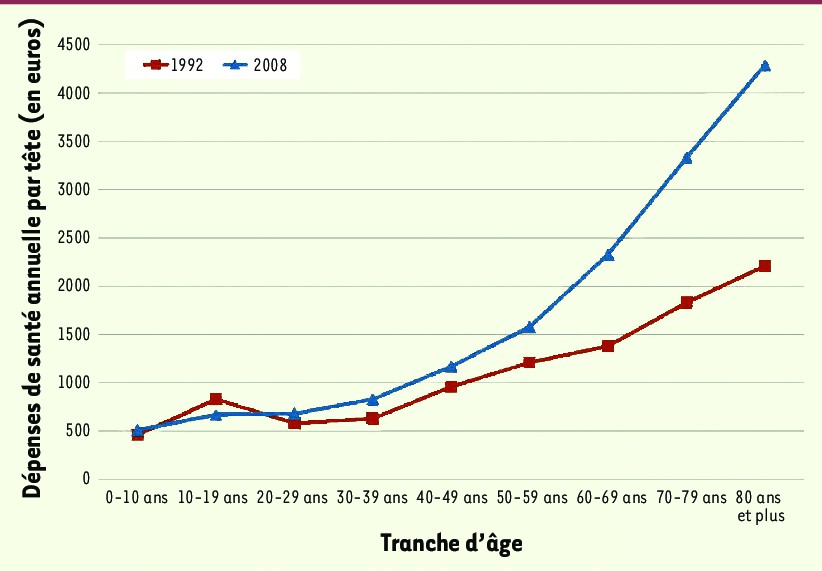 Dépenses de santé annuelle par tête (en euros)
1992 2008
4500
4000
3500
3000
2500
2000
1500
1000
500
0
0-10 ans 10-19 ans 20-29 ans 30-39 ans 40-49 ans 50-59 ans 60-69 ans 70-79 ans 80 ans
et plus
Tranche d'âge